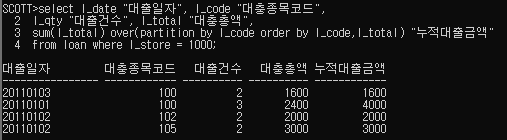 SCOTT>select l_date "대출일자", l_code "대충종목코드",
2 l_qty "대출건수", l_total "대충총액",
3 sum(l_total) over(partition by l_code order by l_code,l_total) "누적대출금액"
4 from loan where l_store = 1000;
대출일자 대충종목코드 대출건수 대충총액 누적대출금액
20110103 100 2 1600 1600
20110101 100 3 2400 4000
20110102 102 2 2000 2000
20110102 105 2 3000 3000